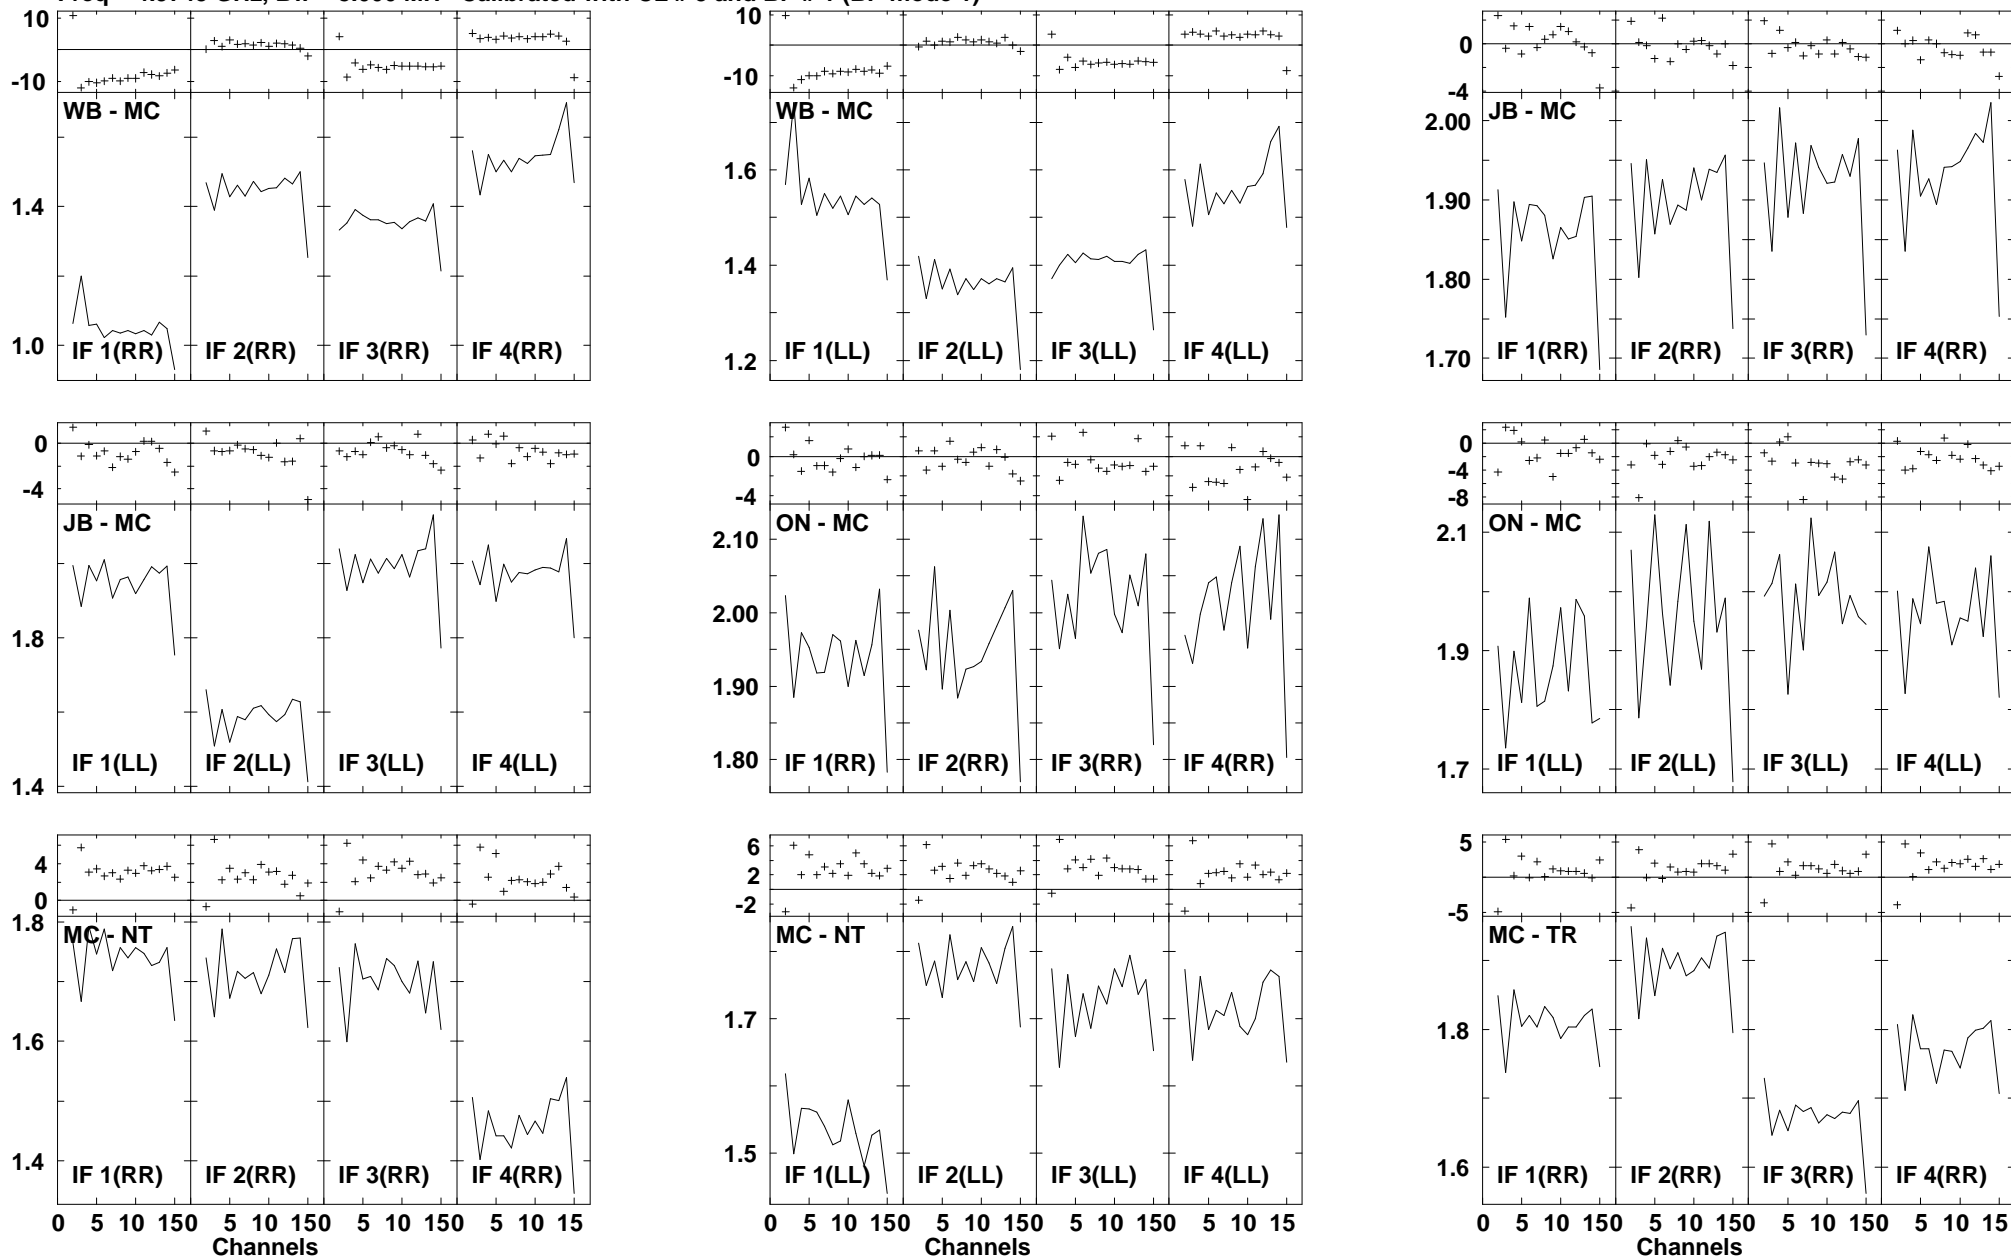 10
-10
WB - MC
1.4
1.0
IF 1(RR) IF 2(RR) IF 3(RR) IF 4(RR)
10
-10
WB - MC
1.6
1.4
1.2
IF 1(LL) IF 2(LL) IF 3(LL) IF 4(LL)
0
-4
JB - MC
2.00
1.90
1.80
1.70
IF 1(RR) IF 2(RR) IF 3(RR) IF 4(RR)
0
-4
JB - MC
1.8
1.4
IF 1(LL) IF 2(LL) IF 3(LL) IF 4(LL)
0
-4
ON - MC
2.10
2.00
1.90
1.80
IF 1(RR) IF 2(RR) IF 3(RR) IF 4(RR)
0
-4
-8
ON - MC
2.1
1.9
1.7
IF 1(LL) IF 2(LL) IF 3(LL) IF 4(LL)
4
0
MC - NT
1.8
1.6
1.4
IF 1(RR) IF 2(RR) IF 3(RR) IF 4(RR)
0 5 10 150 5 10 150 5 10 150 5 10 15
Channels
6
2
-2
MC - NT
1.7
1.5
IF 1(LL) IF 2(LL) IF 3(LL) IF 4(LL)
0 5 10 150 5 10 150 5 10 150 5 10 15
Channels
5
-5
MC - TR
1.8
1.6
IF 1(RR) IF 2(RR) IF 3(RR) IF 4(RR)
0 5 10 150 5 10 150 5 10 150 5 10 15
Channels